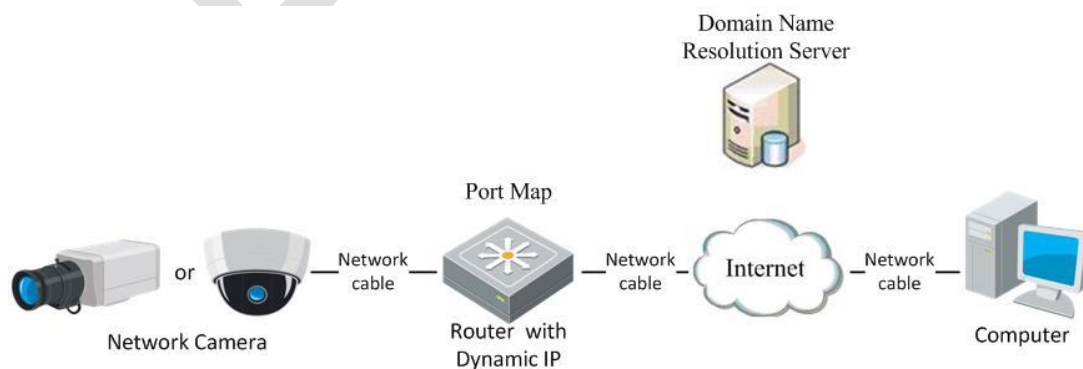 Domain Name
Resolution Server
Port Map
or
Network
cable
Network
cable
Internet
Network
cable
Network Camera
Router with
Dynamic IP
Computer